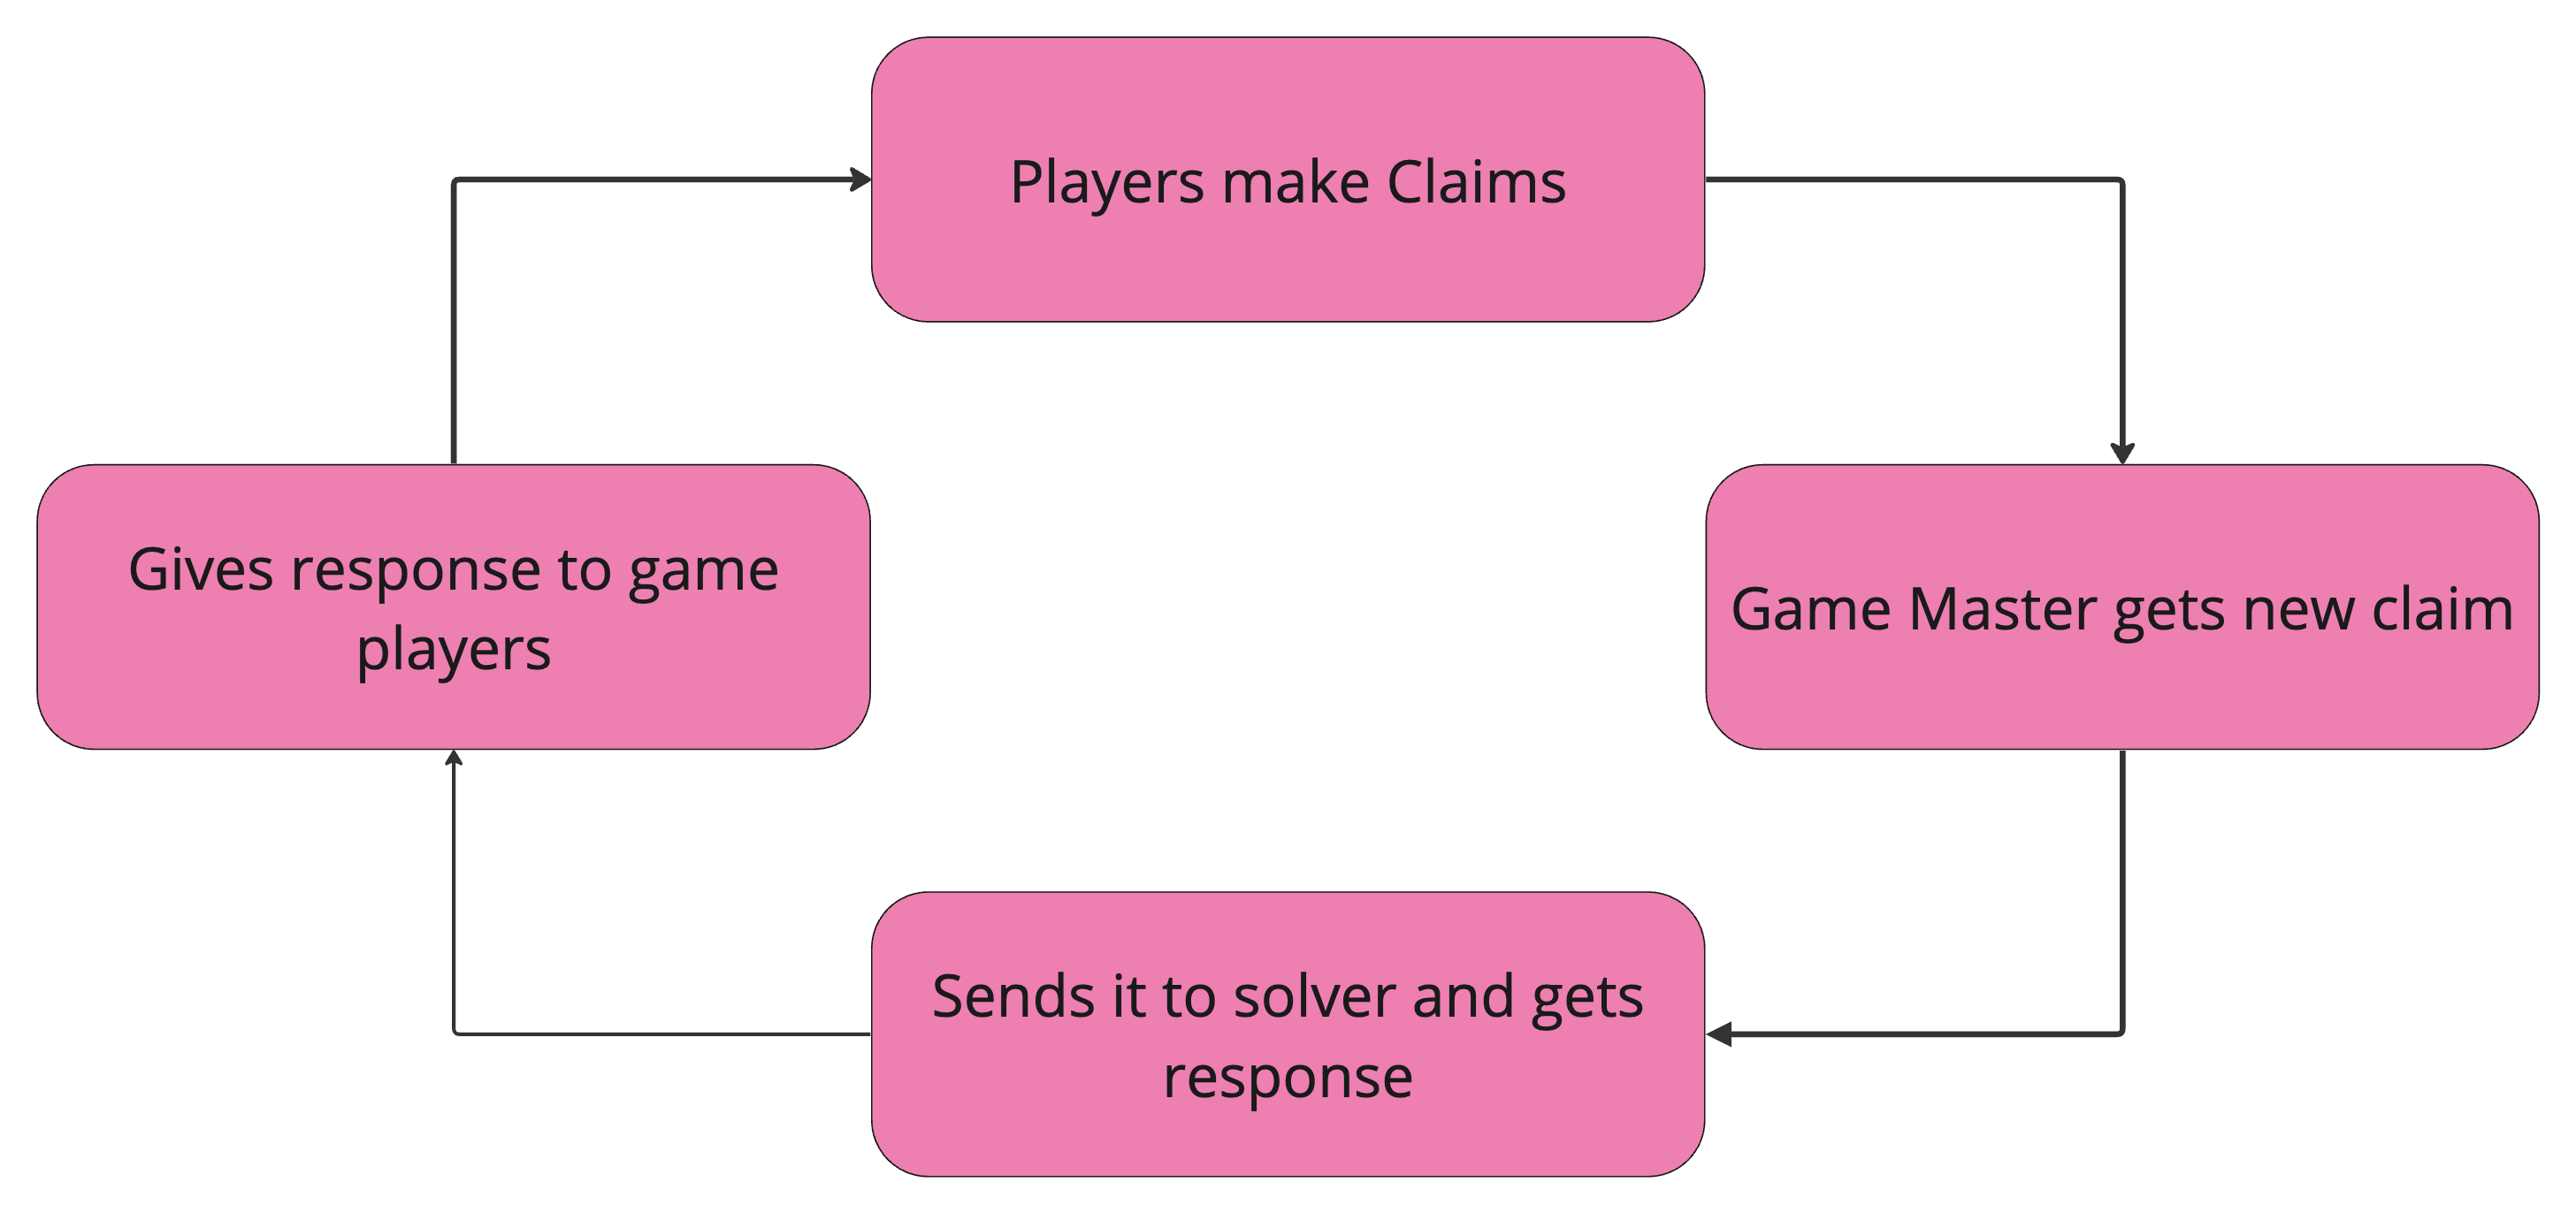 Players make Claims
Gives response to game
players
Game Master gets new claim
Sends it to solver and gets
response